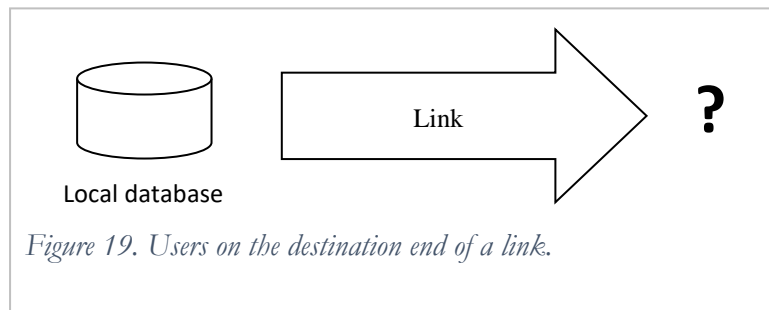 Link
?
Local database
Figure 19. Users on the destination end of a link.